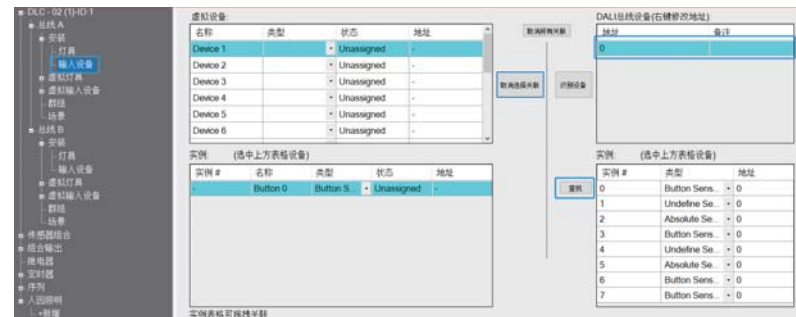 DLC - 02 (1)-ID 1
总线 A
安装
灯具
输入设备
虚拟灯具
虚拟输入设备
群组
场景
总线 B
安装
灯具
输入设备
虚拟灯具
虚拟输入设备
群组
场景
传感器组合
组合输出
继电器
定时器
序列
人因照明
+新增
虚拟设备:
名称 类型 状态 地址
Device 1 Unassigned -
Device 2 Unassigned -
Device 3 Unassigned -
Device 4 Unassigned -
Device 5 Unassigned -
Device 6 Unassigned -
实例: (选中上方表格设备)
实例 # 名称 类型 状态 地址
- Button 0 Button S... Unassigned -
实例表格可拖拽关联
取消所有关联
取消选择关联
识别设备
查找
DALI总线设备(右键修改地址):
地址 备注
0
实例: (选中上方表格设备)
实例 # 类型 地址
0 Button Sens... 0
1 Undefine Se... 0
2 Absolute Se... 0
3 Button Sens... 0
4 Undefine Se... 0
5 Absolute Se... 0
6 Button Sens... 0
7 Button Sens... 0